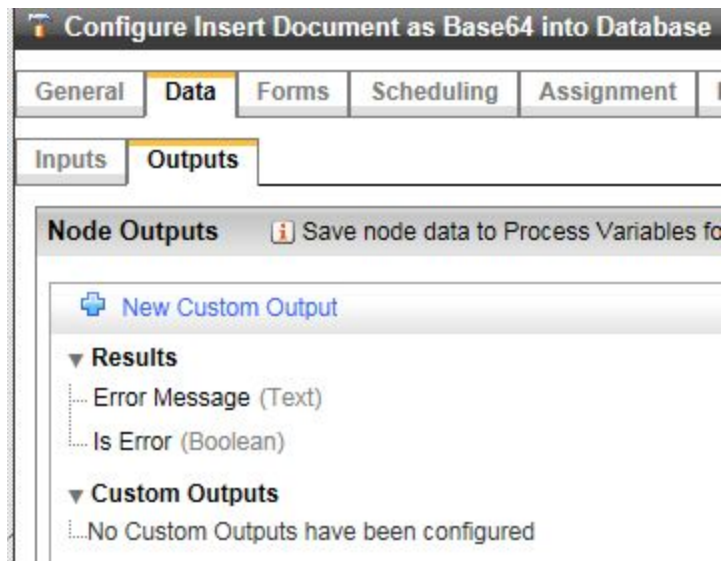 Configure Insert Document as Base64 into Database
General Data Forms Scheduling Assignment
Inputs Outputs
Node Outputs i Save node data to Process Variables fo
New Custom Output
Results
Error Message (Text)
Is Error (Boolean)
Custom Outputs
No Custom Outputs have been configured